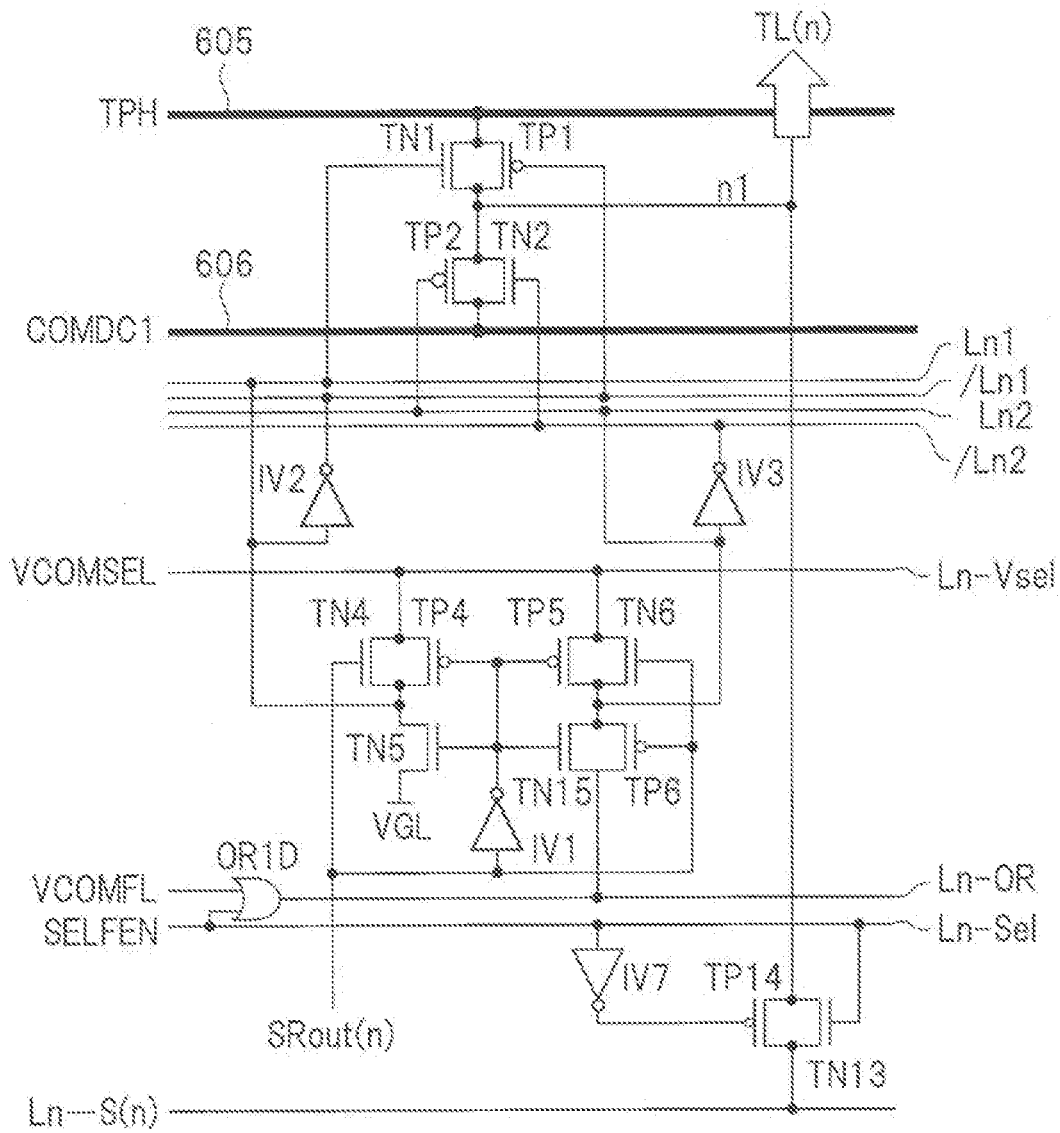 605
TL(n)
TPH
TN1 TP1
n1
TP2 TN2
606
COMDC1
Ln1
/Ln1
Ln2
/Ln2
IV2
IV3
VCOMSEL
Ln-Vsel
TN4 TP4 TP5 TN6
TN5
TN15 TP6
VGL
IV1
OR1D
VCOMFL
Ln-OR
SELFEN
Ln-Sel
IV7
TP14
SRout(n)
TN13
Ln-S(n)